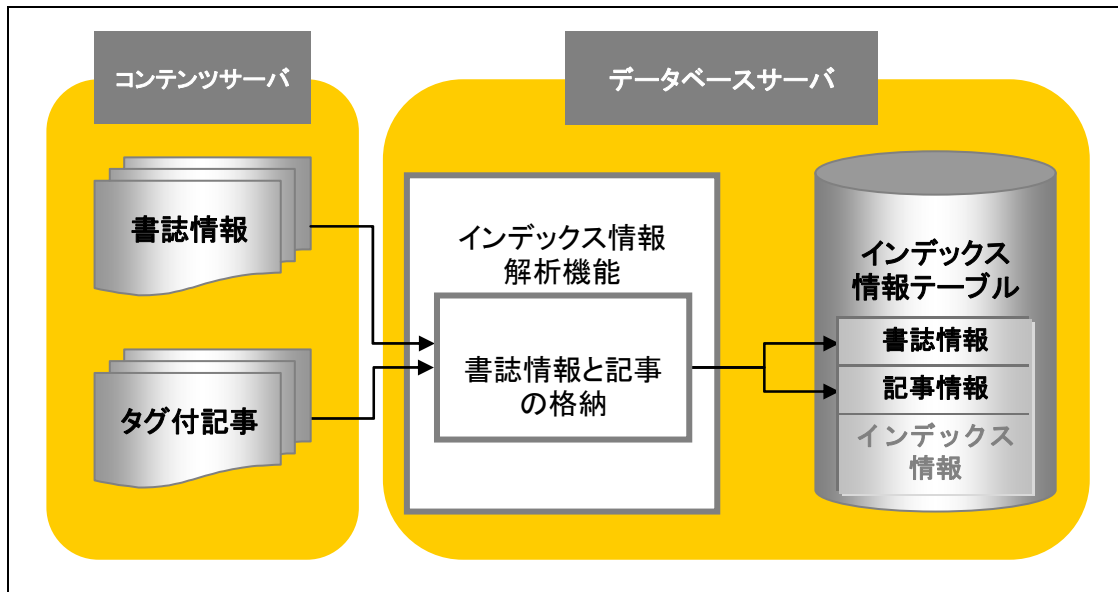 コンテンツサーバ
データベースサーバ
書誌情報
タグ付記事
インデックス情報
解析機能
書誌情報と記事
の格納
インデックス
情報テーブル
書誌情報
記事情報
インデックス
情報